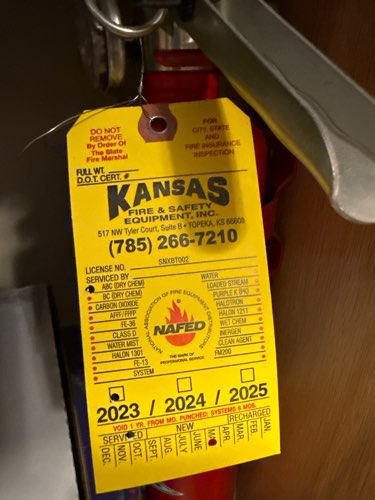 DO NOT
REMOVE
By Order Of
The State
Fire Marshal
FOR
CITY, STATE
AND
FIRE INSURANCE
INSPECTION
FULL WT.
D.O.T. CERT. #
KANSAS
FIRE & SAFETY
EQUIPMENT, INC.
517 NW Tyler Court, Suite B • TOPEKA, KS 66608
(785) 266-7210
LICENSE NO. SNXBT002
SERVICED BY
ABC (DRY CHEM)
BC (DRY CHEM)
CARBON DIOXIDE
AFFF/FFFP
FE-36
CLASS D
WATER MIST
HALON 1301
FE-13
SYSTEM
WATER
LOADED STREAM
PURPLE K (PK)
HALOTRON
HALON 1211
WET CHEM
INERGEN
CLEAN AGENT
FM200
NATIONAL ASSOCIATION OF FIRE EQUIPMENT DISTRIBUTORS
NAFED
THE MARK OF
PROFESSIONAL SERVICE
2023 / 2024 / 2025
VOID 1 YR. FROM MO. PUNCHED; SYSTEMS 6 MOS.
SERVICED NEW RECHARGED
DEC. NOV. OCT. SEPT. AUG. JULY JUNE MAY APR. MAR. FEB. JAN.